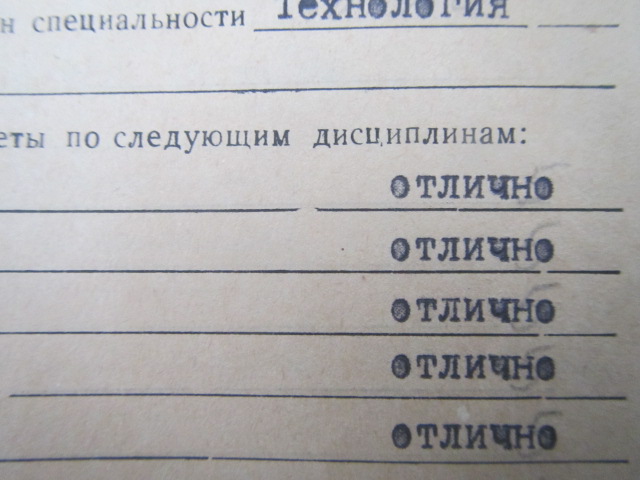 н специальности Технология
еты по следующим дисциплинам:
отлично
отлично
отлично
отлично
отлично